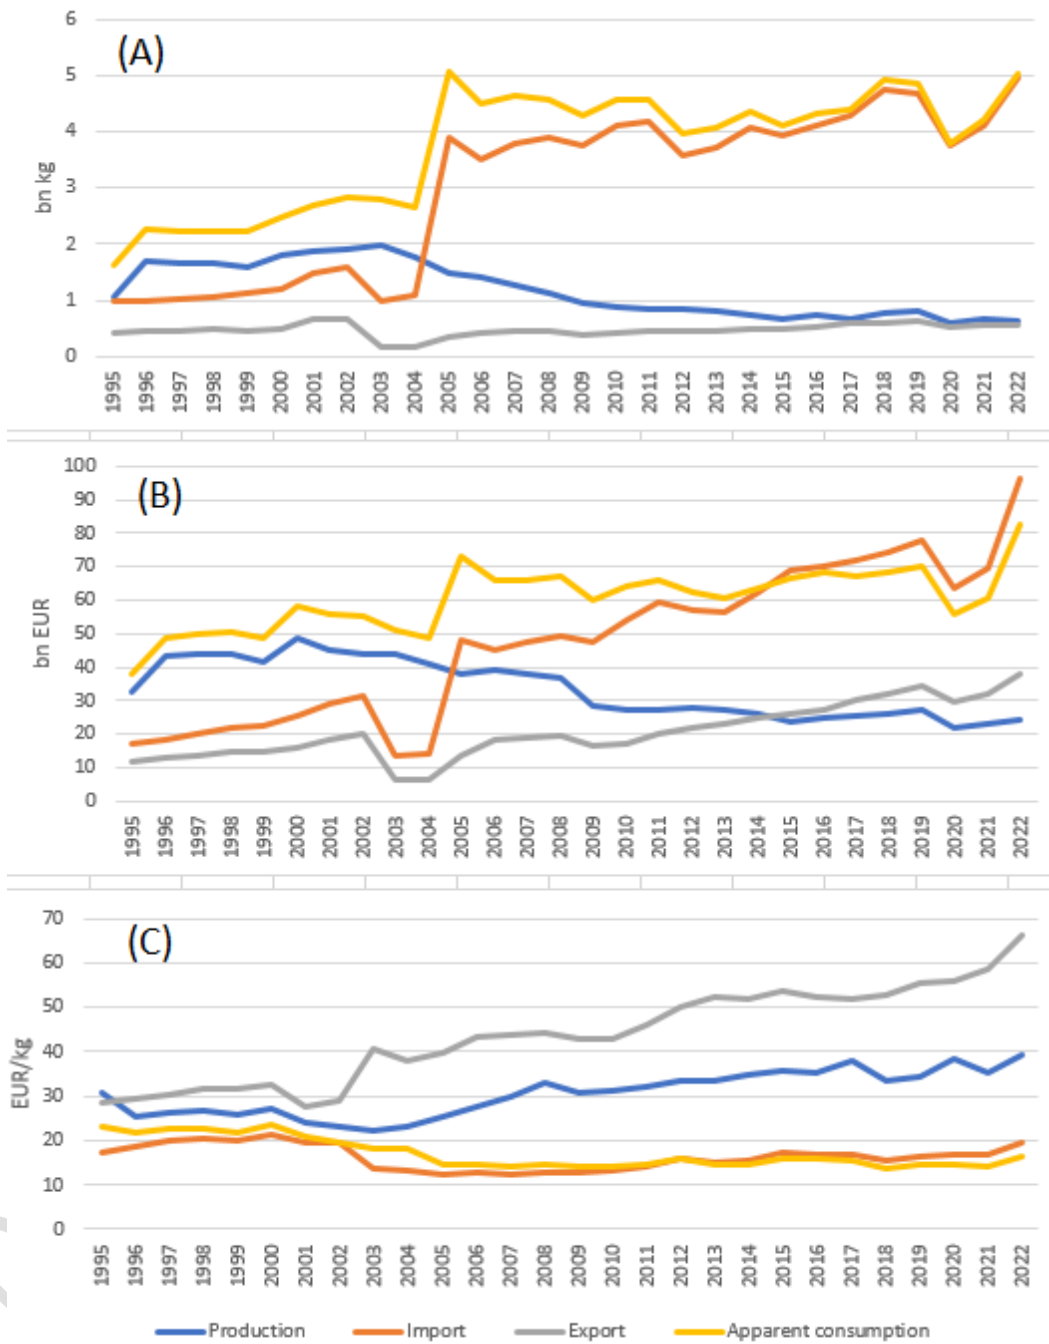 6
(A)
5
4
bn kg
3
2
1
0
1995 1996 1997 1998 1999 2000 2001 2002 2003 2004 2005 2006 2007 2008 2009 2010 2011 2012 2013 2014 2015 2016 2017 2018 2019 2020 2021 2022
100
90
(B)
80
70
60
bn EUR
50
40
30
20
10
0
1995 1996 1997 1998 1999 2000 2001 2002 2003 2004 2005 2006 2007 2008 2009 2010 2011 2012 2013 2014 2015 2016 2017 2018 2019 2020 2021 2022
70
(C)
60
50
40
EUR/kg
30
20
10
0
1995 1996 1997 1998 1999 2000 2001 2002 2003 2004 2005 2006 2007 2008 2009 2010 2011 2012 2013 2014 2015 2016 2017 2018 2019 2020 2021 2022
Production Import Export Apparent consumption